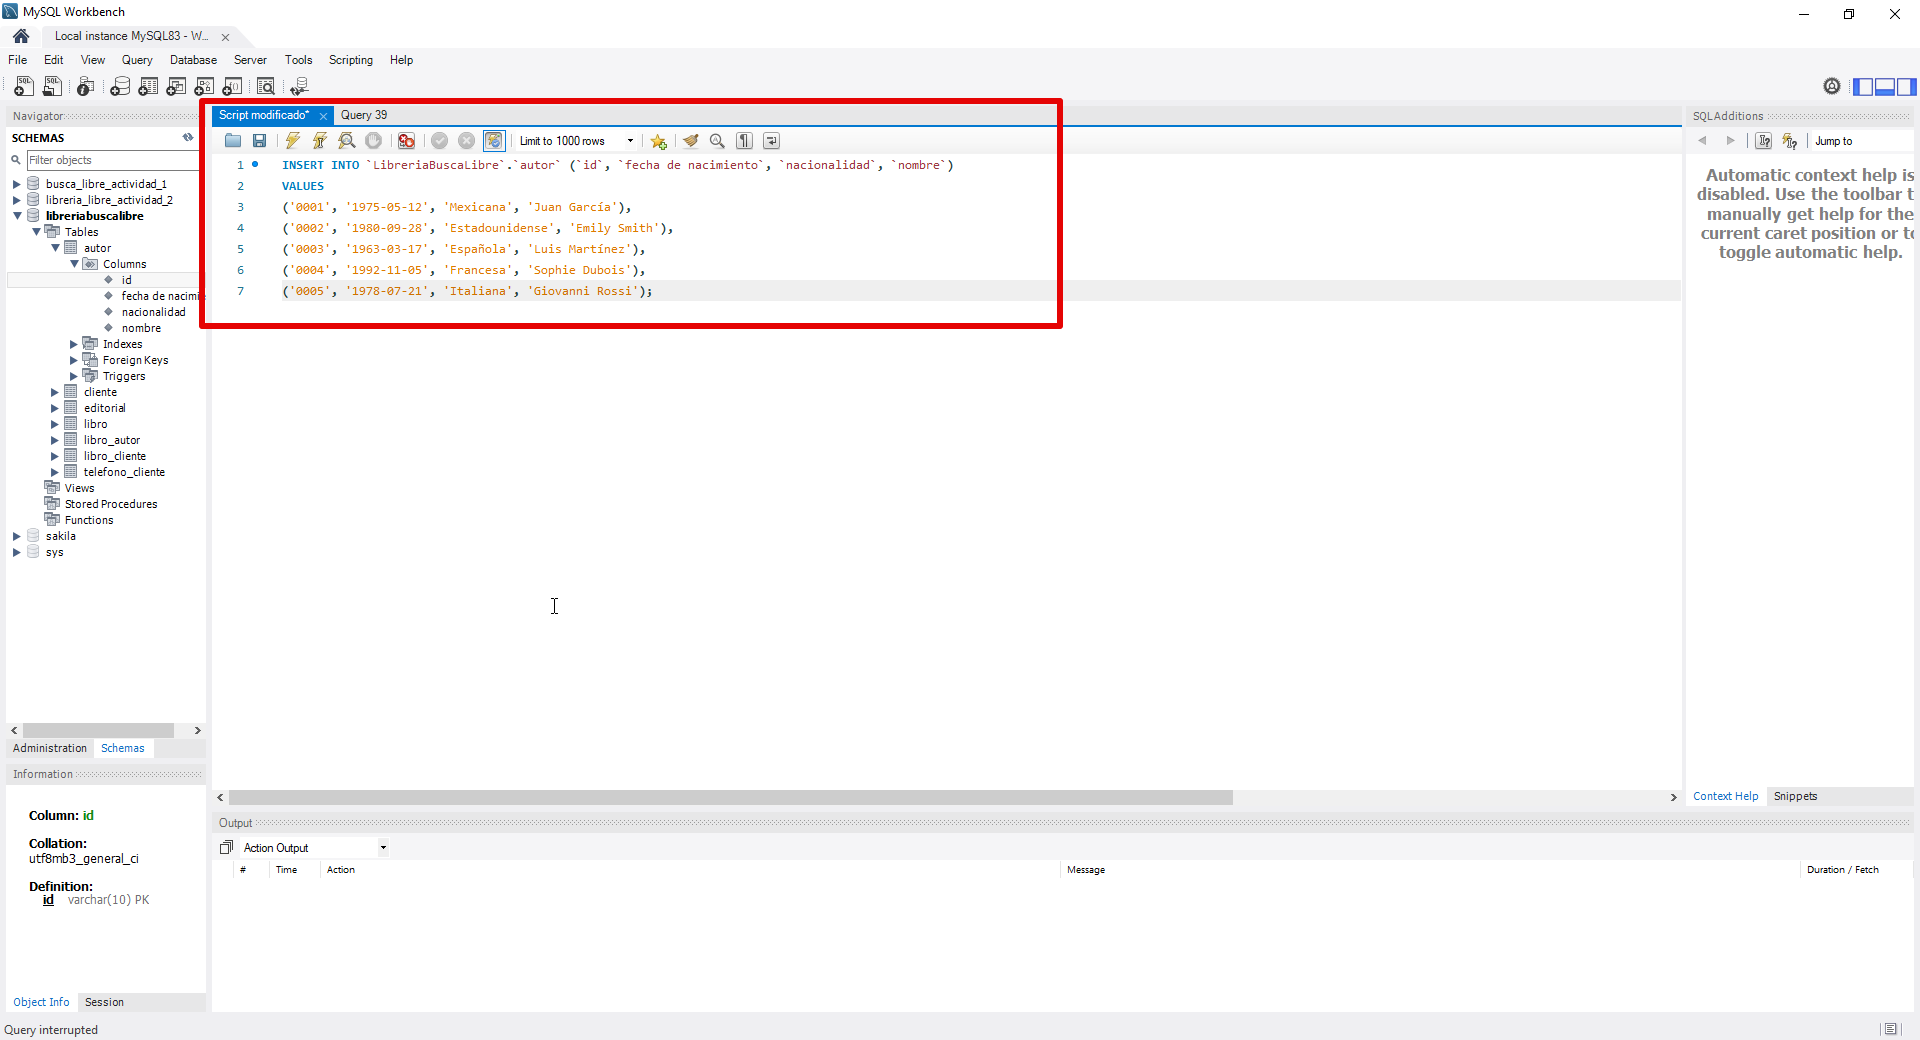 MySQL Workbench
Local instance MySQL83 - W...
File Edit View Query Database Server Tools Scripting Help
Navigator
SCHEMAS
Filter objects
busca_libre_actividad_1
libreria_libre_actividad_2
libreriabuscalibre
Tables
autor
Columns
id
fecha de nacimi
nacionalidad
nombre
Indexes
Foreign Keys
Triggers
cliente
editorial
libro
libro_autor
libro_cliente
telefono_cliente
Views
Stored Procedures
Functions
sakila
sys
Administration Schemas
Information
Column: id
Collation:
utf8mb3_general_ci
Definition:
id varchar(10) PK
Object Info Session
Query interrupted
Script modificado* Query 39
Limit to 1000 rows
1 INSERT INTO `LibreriaBuscaLibre`.`autor` (`id`, `fecha de nacimiento`, `nacionalidad`, `nombre`)
2 VALUES
3 ('0001', '1975-05-12', 'Mexicana', 'Juan García'),
4 ('0002', '1980-09-28', 'Estadounidense', 'Emily Smith'),
5 ('0003', '1963-03-17', 'Española', 'Luis Martínez'),
6 ('0004', '1992-11-05', 'Francesa', 'Sophie Dubois'),
7 ('0005', '1978-07-21', 'Italiana', 'Giovanni Rossi');
Output
Action Output
# Time Action Message Duration / Fetch
SQLAdditions
Jump to
Automatic context help is
disabled. Use the toolbar t
manually get help for the
current caret position or to
toggle automatic help.
Context Help Snippets